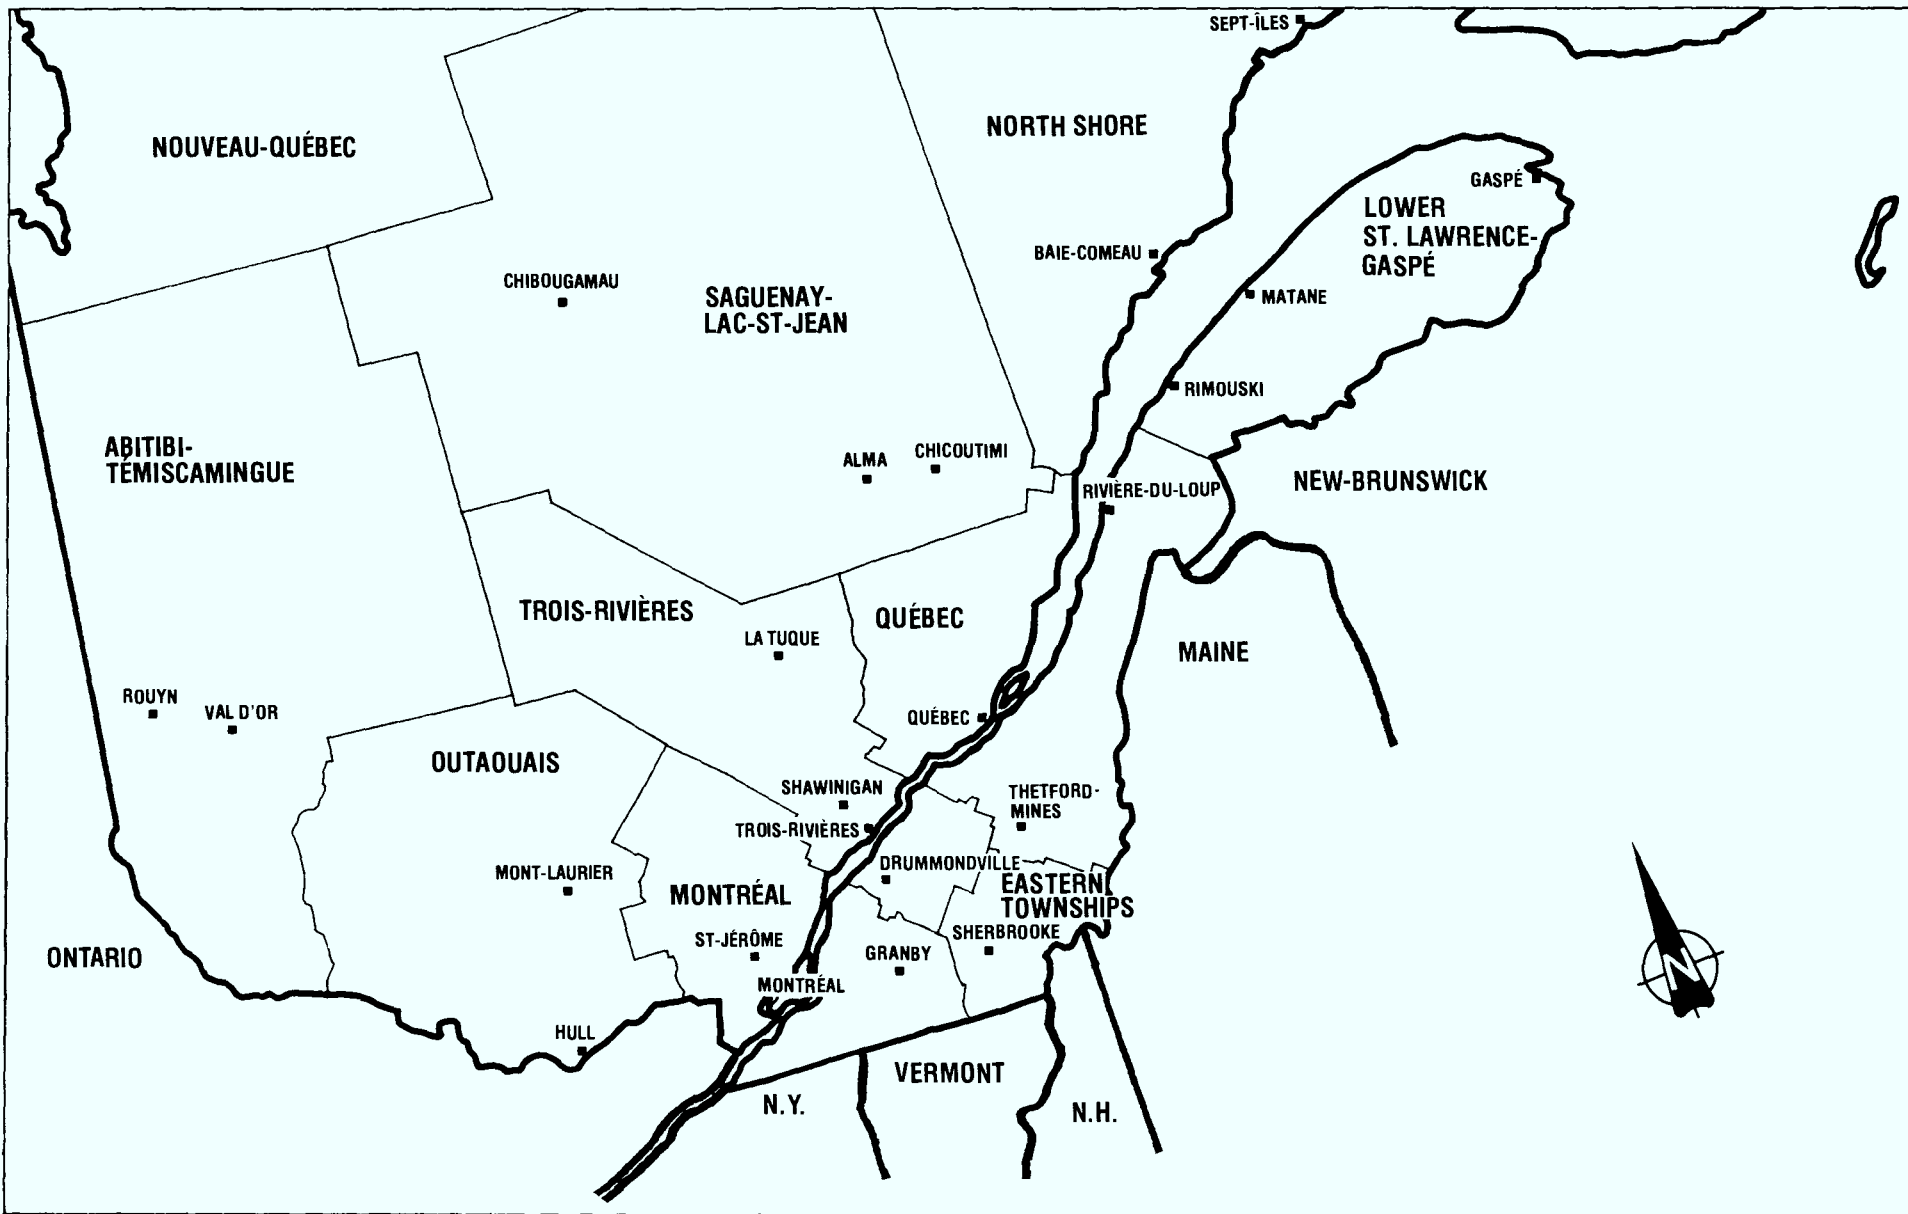 SEPT-ÎLES
NORTH SHORE
NOUVEAU-QUÉBEC
GASPÉ
LOWER
ST. LAWRENCE-
GASPÉ
BAIE-COMEAU
CHIBOUGAMAU
SAGUENAY-
LAC-ST-JEAN
MATANE
RIMOUSKI
ABITIBI-
TÉMISCAMINGUE
ALMA
CHICOUTIMI
RIVIÈRE-DU-LOUP
NEW-BRUNSWICK
TROIS-RIVIÈRES
QUÉBEC
LA TUQUE
MAINE
ROUYN
VAL D'OR
QUÉBEC
OUTAOUAIS
SHAWINIGAN
THETFORD-
MINES
TROIS-RIVIÈRES
MONT-LAURIER
DRUMMONDVILLE
MONTRÉAL
EASTERN
TOWNSHIPS
ST-JÉRÔME
SHERBROOKE
GRANBY
ONTARIO
MONTRÉAL
N
HULL
VERMONT
N.Y.
N.H.